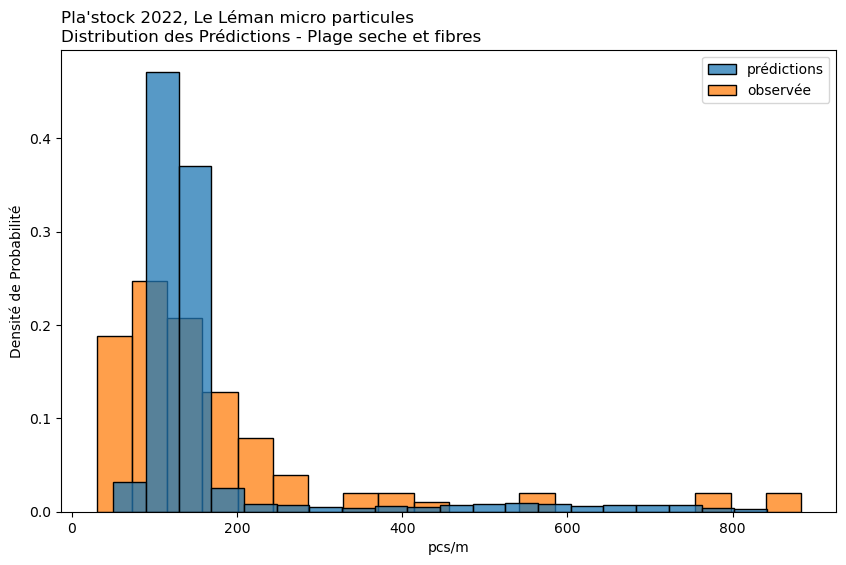 Pla'stock 2022, Le Léman micro particules
Distribution des Prédictions - Plage seche et fibres
prédictions
observée
Densité de Probabilité
0.4
0.3
0.2
0.1
0.0
0
200
400
600
800
pcs/m